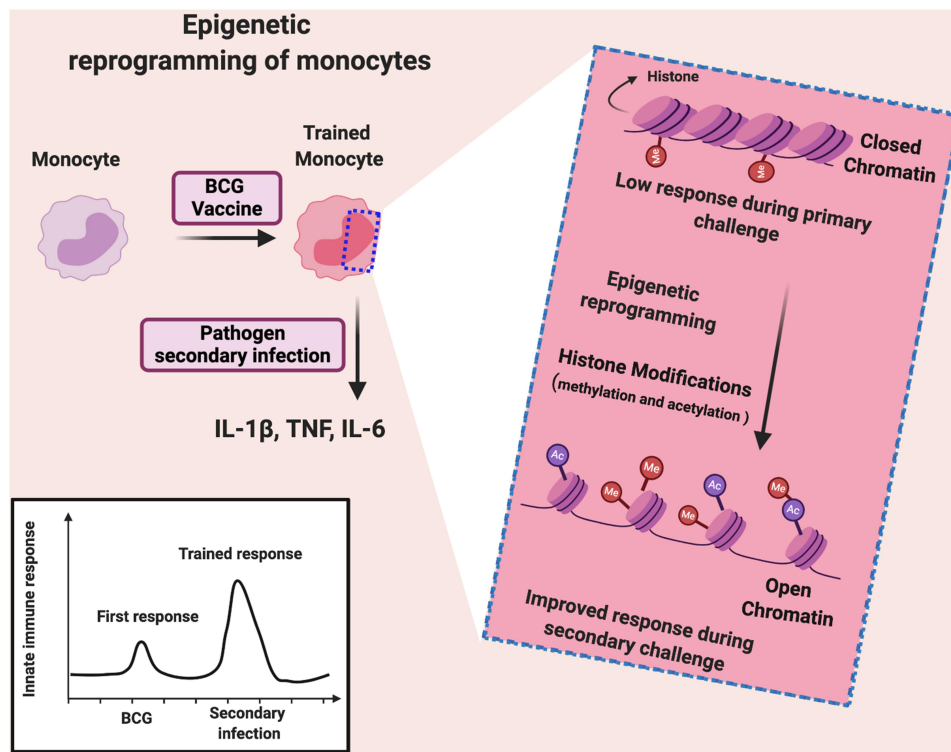 Epigenetic
reprogramming of monocytes
Monocyte
BCG
Vaccine
Trained
Monocyte
Pathogen
secondary infection
IL-1β, TNF, IL-6
Histone
Me
Me
Closed
Chromatin
Low response during primary
challenge
Epigenetic
reprogramming
Histone Modifications
(methylation and acetylation )
Ac
Me
Me
Ac
Me
Me
Ac
Open
Chromatin
Improved response during
secondary challenge
Innate immune response
First response
Trained response
BCG
Secondary
infection